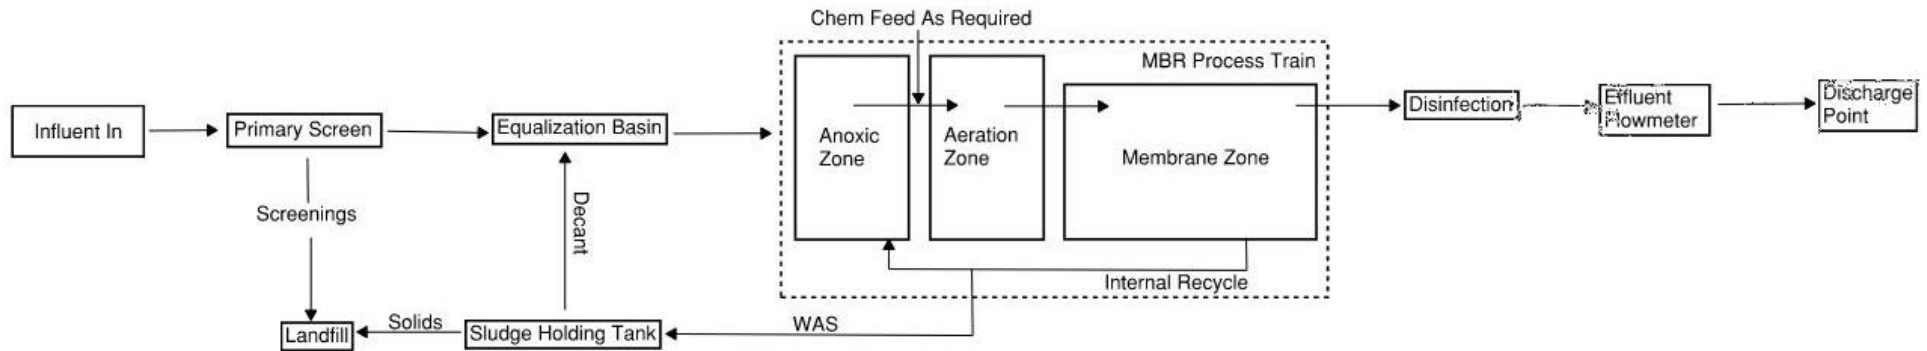 Chem Feed As Required
MBR Process Train
Influent In
Primary Screen
Equalization Basin
Anoxic
Zone
Aeration
Zone
Membrane Zone
Disinfection
Effluent
Flowmeter
Discharge
Point
Screenings
Decant
Internal Recycle
Landfill
Solids
Sludge Holding Tank
WAS